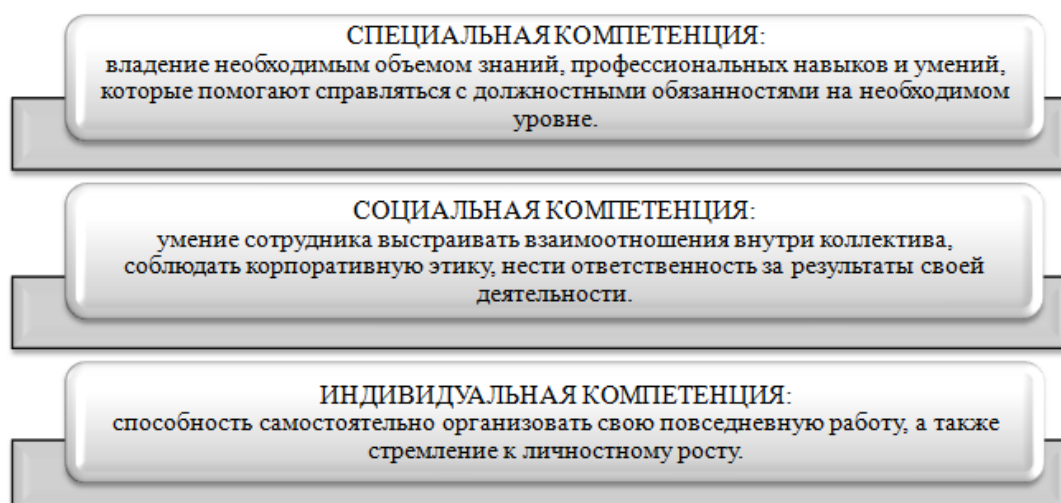 СПЕЦИАЛЬНАЯ КОМПЕТЕНЦИЯ:
владение необходимым объемом знаний, профессиональных навыков и умений,
которые помогают справляться с должностными обязанностями на необходимом
уровне.
СОЦИАЛЬНАЯ КОМПЕТЕНЦИЯ:
умение сотрудника выстраивать взаимоотношения внутри коллектива,
соблюдать корпоративную этику, нести ответственность за результаты своей
деятельности.
ИНДИВИДУАЛЬНАЯ КОМПЕТЕНЦИЯ:
способность самостоятельно организовать свою повседневную работу, а также
стремление к личностному росту.